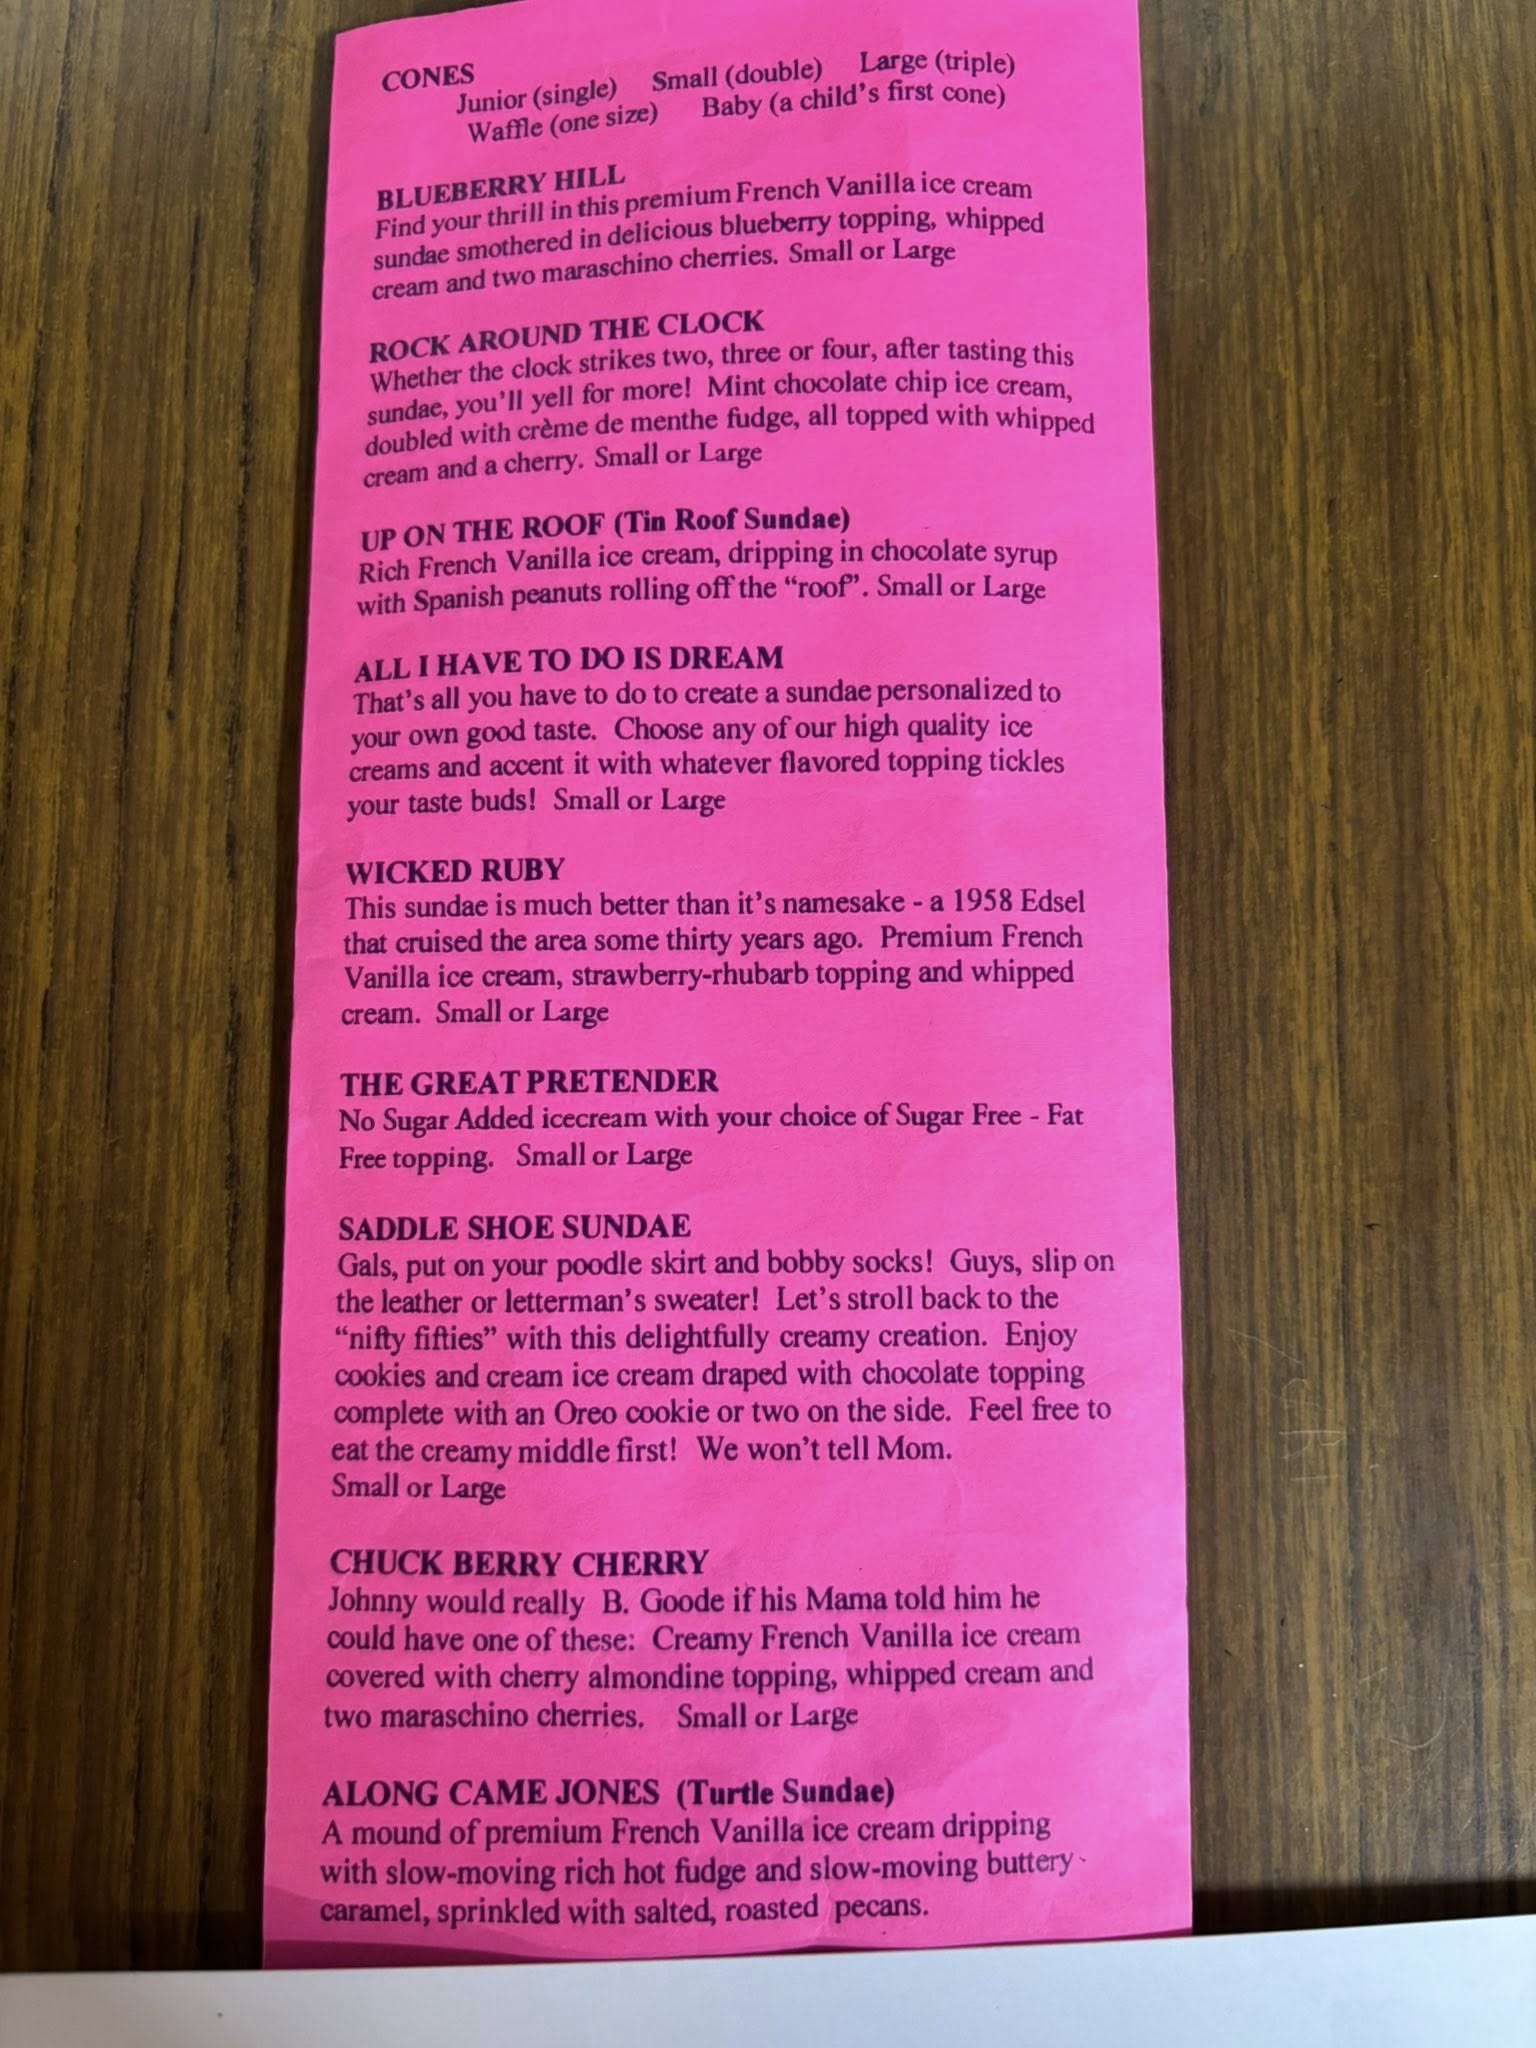 CONES
Junior (single) Small (double) Large (triple)
Waffle (one size) Baby (a child's first cone)
BLUEBERRY HILL
Find your thrill in this premium French Vanilla ice cream
sundae smothered in delicious blueberry topping, whipped
cream and two maraschino cherries. Small or Large
ROCK AROUND THE CLOCK
Whether the clock strikes two, three or four, after tasting this
sundae, you'll yell for more! Mint chocolate chip ice cream,
doubled with crème de menthe fudge, all topped with whipped
cream and a cherry. Small or Large
UP ON THE ROOF (Tin Roof Sundae)
Rich French Vanilla ice cream, dripping in chocolate syrup
with Spanish peanuts rolling off the "roof". Small or Large
ALL I HAVE TO DO IS DREAM
That's all you have to do to create a sundae personalized to
your own good taste. Choose any of our high quality ice
creams and accent it with whatever flavored topping tickles
your taste buds! Small or Large
WICKED RUBY
This sundae is much better than it's namesake - a 1958 Edsel
that cruised the area some thirty years ago. Premium French
Vanilla ice cream, strawberry-rhubarb topping and whipped
cream. Small or Large
THE GREAT PRETENDER
No Sugar Added icecream with your choice of Sugar Free - Fat
Free topping. Small or Large
SADDLE SHOE SUNDAE
Gals, put on your poodle skirt and bobby socks! Guys, slip on
the leather or letterman's sweater! Let's stroll back to the
"nifty fifties" with this delightfully creamy creation. Enjoy
cookies and cream ice cream draped with chocolate topping
complete with an Oreo cookie or two on the side. Feel free to
eat the creamy middle first! We won't tell Mom.
Small or Large
CHUCK BERRY CHERRY
Johnny would really B. Goode if his Mama told him he
could have one of these: Creamy French Vanilla ice cream
covered with cherry almondine topping, whipped cream and
two maraschino cherries. Small or Large
ALONG CAME JONES (Turtle Sundae)
A mound of premium French Vanilla ice cream dripping
with slow-moving rich hot fudge and slow-moving buttery
caramel, sprinkled with salted, roasted pecans.